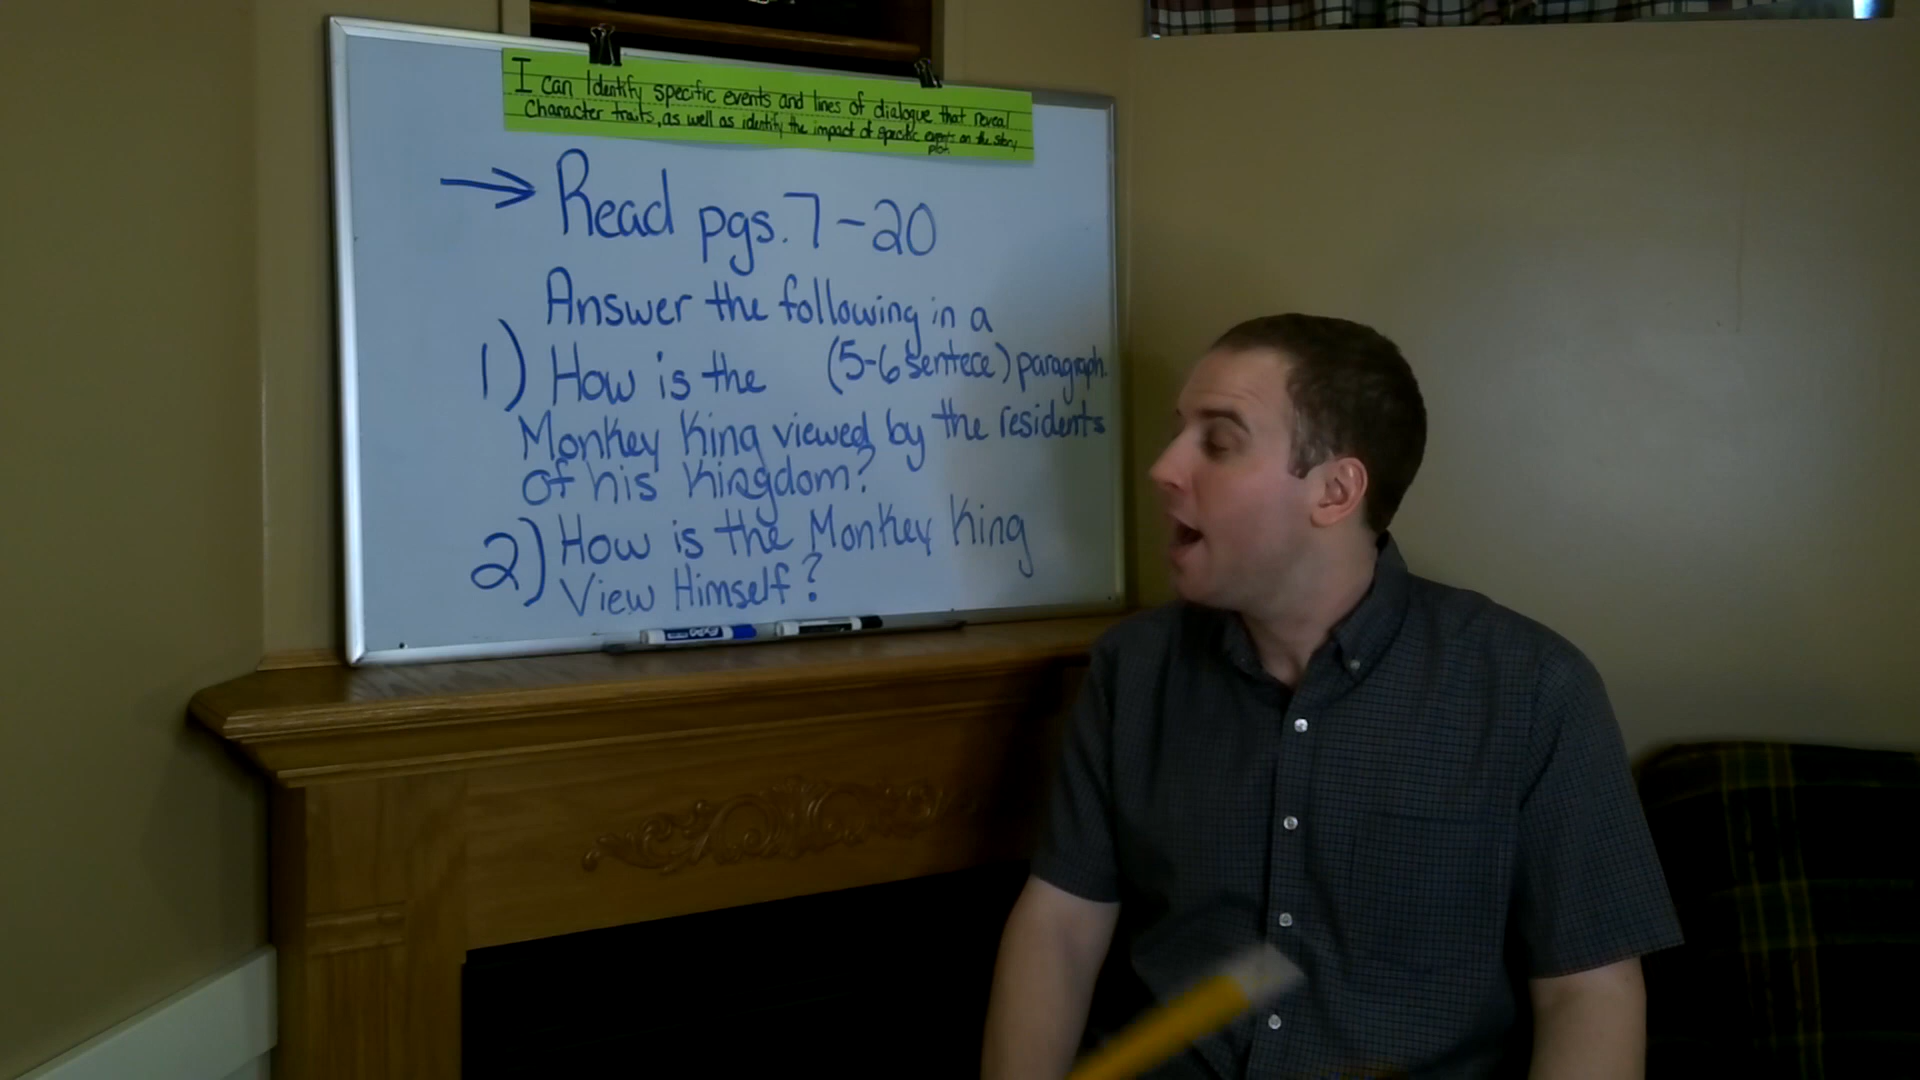 I can Identify specific events and lines of dialogue that reveal
Character traits, as well as identify the impact of specific events on the story
plot.
→ Read pgs. 7-20
Answer the following in a
(5-6 sentece) paragraph.
1) How is the
Monkey King viewed by the residents
of his Kingdom?
2) How is the Monkey King
View Himself?